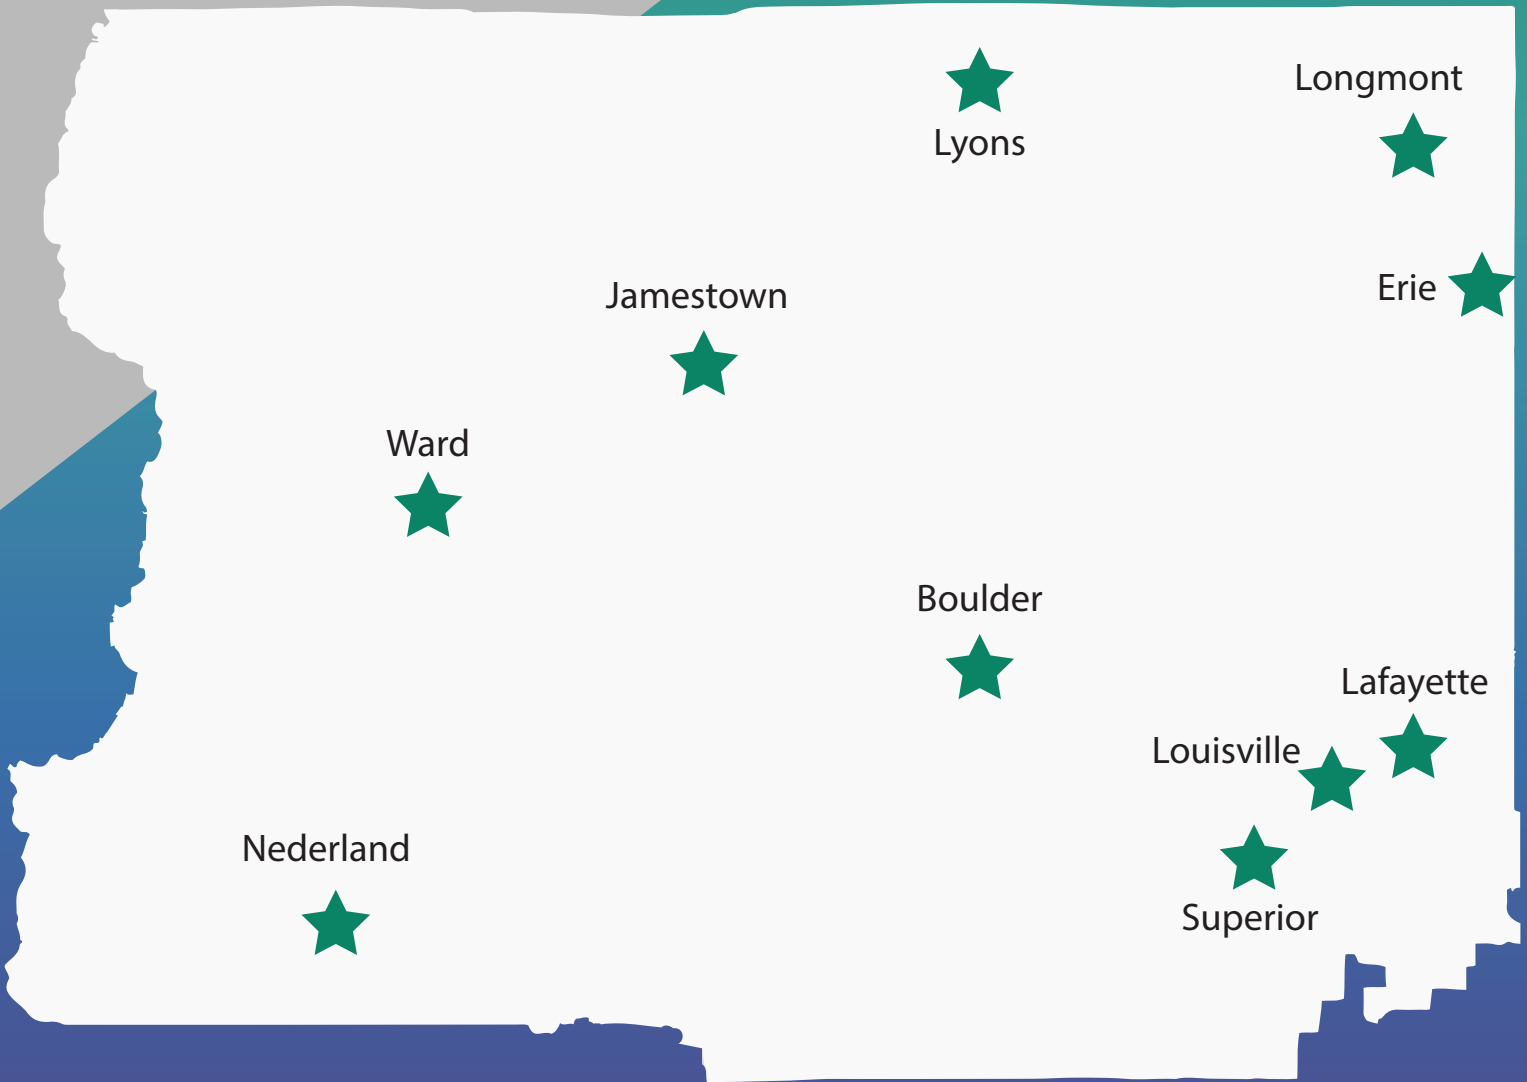 Longmont
Lyons
Erie
Jamestown
Ward
Boulder
Lafayette
Louisville
Nederland
Superior